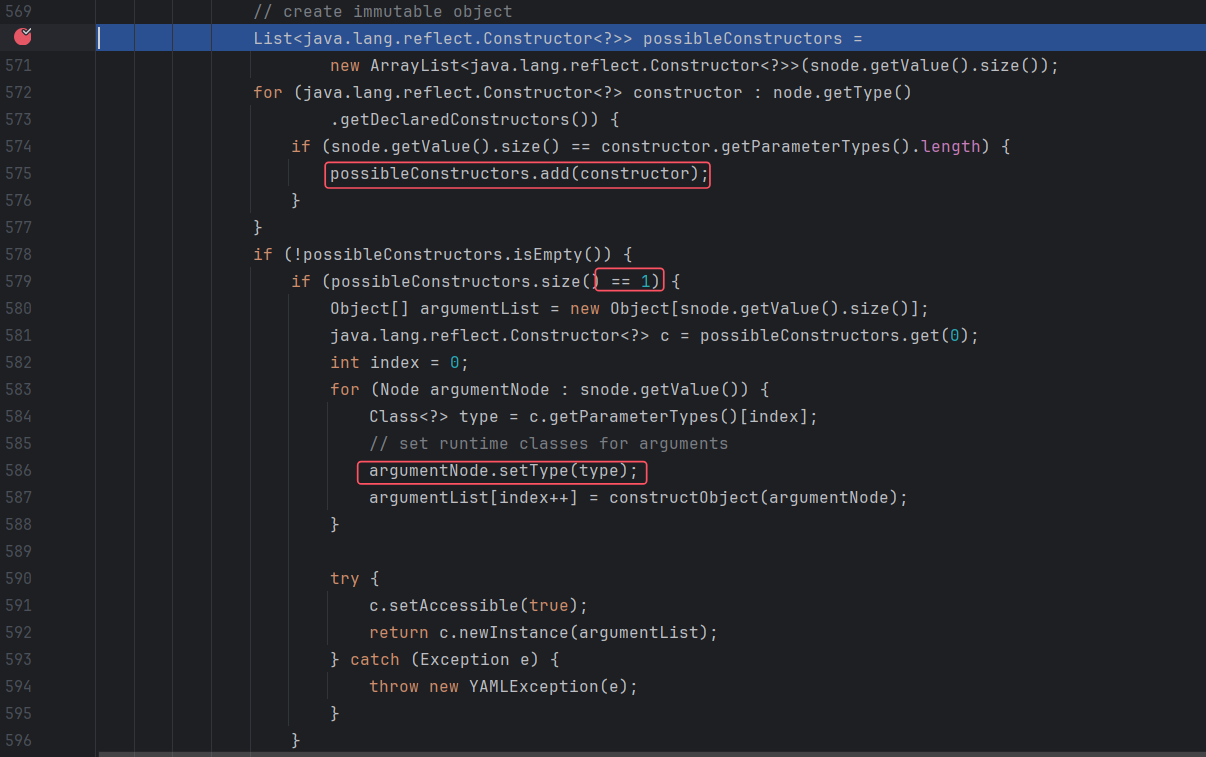 569 // create immutable object
List<java.lang.reflect.Constructor<?>> possibleConstructors =
571 new ArrayList<java.lang.reflect.Constructor<?>>(snode.getValue().size());
572 for (java.lang.reflect.Constructor<?> constructor : node.getType()
573 .getDeclaredConstructors()) {
574 if (snode.getValue().size() == constructor.getParameterTypes().length) {
575 possibleConstructors.add(constructor);
576 }
577 }
578 if (!possibleConstructors.isEmpty()) {
579 if (possibleConstructors.size() == 1) {
580 Object[] argumentList = new Object[snode.getValue().size()];
581 java.lang.reflect.Constructor<?> c = possibleConstructors.get(0);
582 int index = 0;
583 for (Node argumentNode : snode.getValue()) {
584 Class<?> type = c.getParameterTypes()[index];
585 // set runtime classes for arguments
586 argumentNode.setType(type);
587 argumentList[index++] = constructObject(argumentNode);
588 }
589
590 try {
591 c.setAccessible(true);
592 return c.newInstance(argumentList);
593 } catch (Exception e) {
594 throw new YAMLException(e);
595 }
596 }